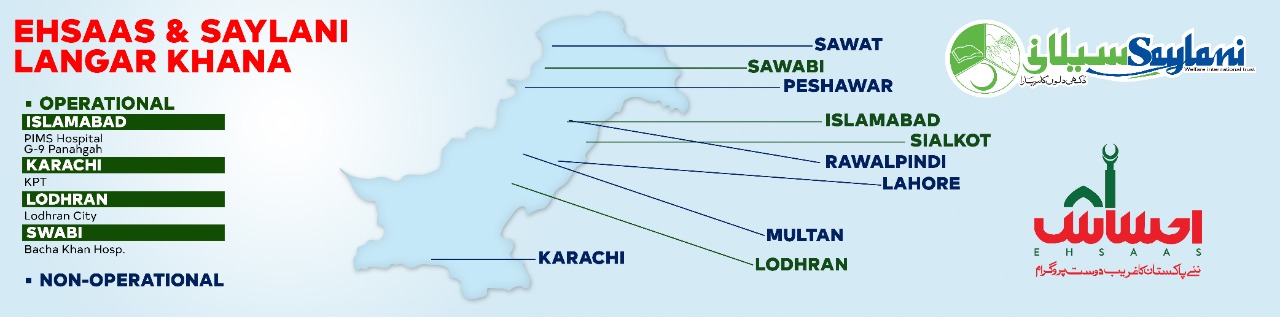 EHSAAS & SAYLANI
LANGAR KHANA
▪ OPERATIONAL
ISLAMABAD
PIMS Hospital
G-9 Panahgah
KARACHI
KPT
LODHRAN
Lodhran City
SWABI
Bacha Khan Hosp.
▪ NON-OPERATIONAL
SAWAT
SAWABI
PESHAWAR
ISLAMABAD
SIALKOT
RAWALPINDI
LAHORE
MULTAN
LODHRAN
KARACHI
سیلانی Saylani
Welfare International Trust
دکھی دلوں کا سہارا
احساس
EHSAAS
نئے پاکستان کا غریب دوست پروگرام